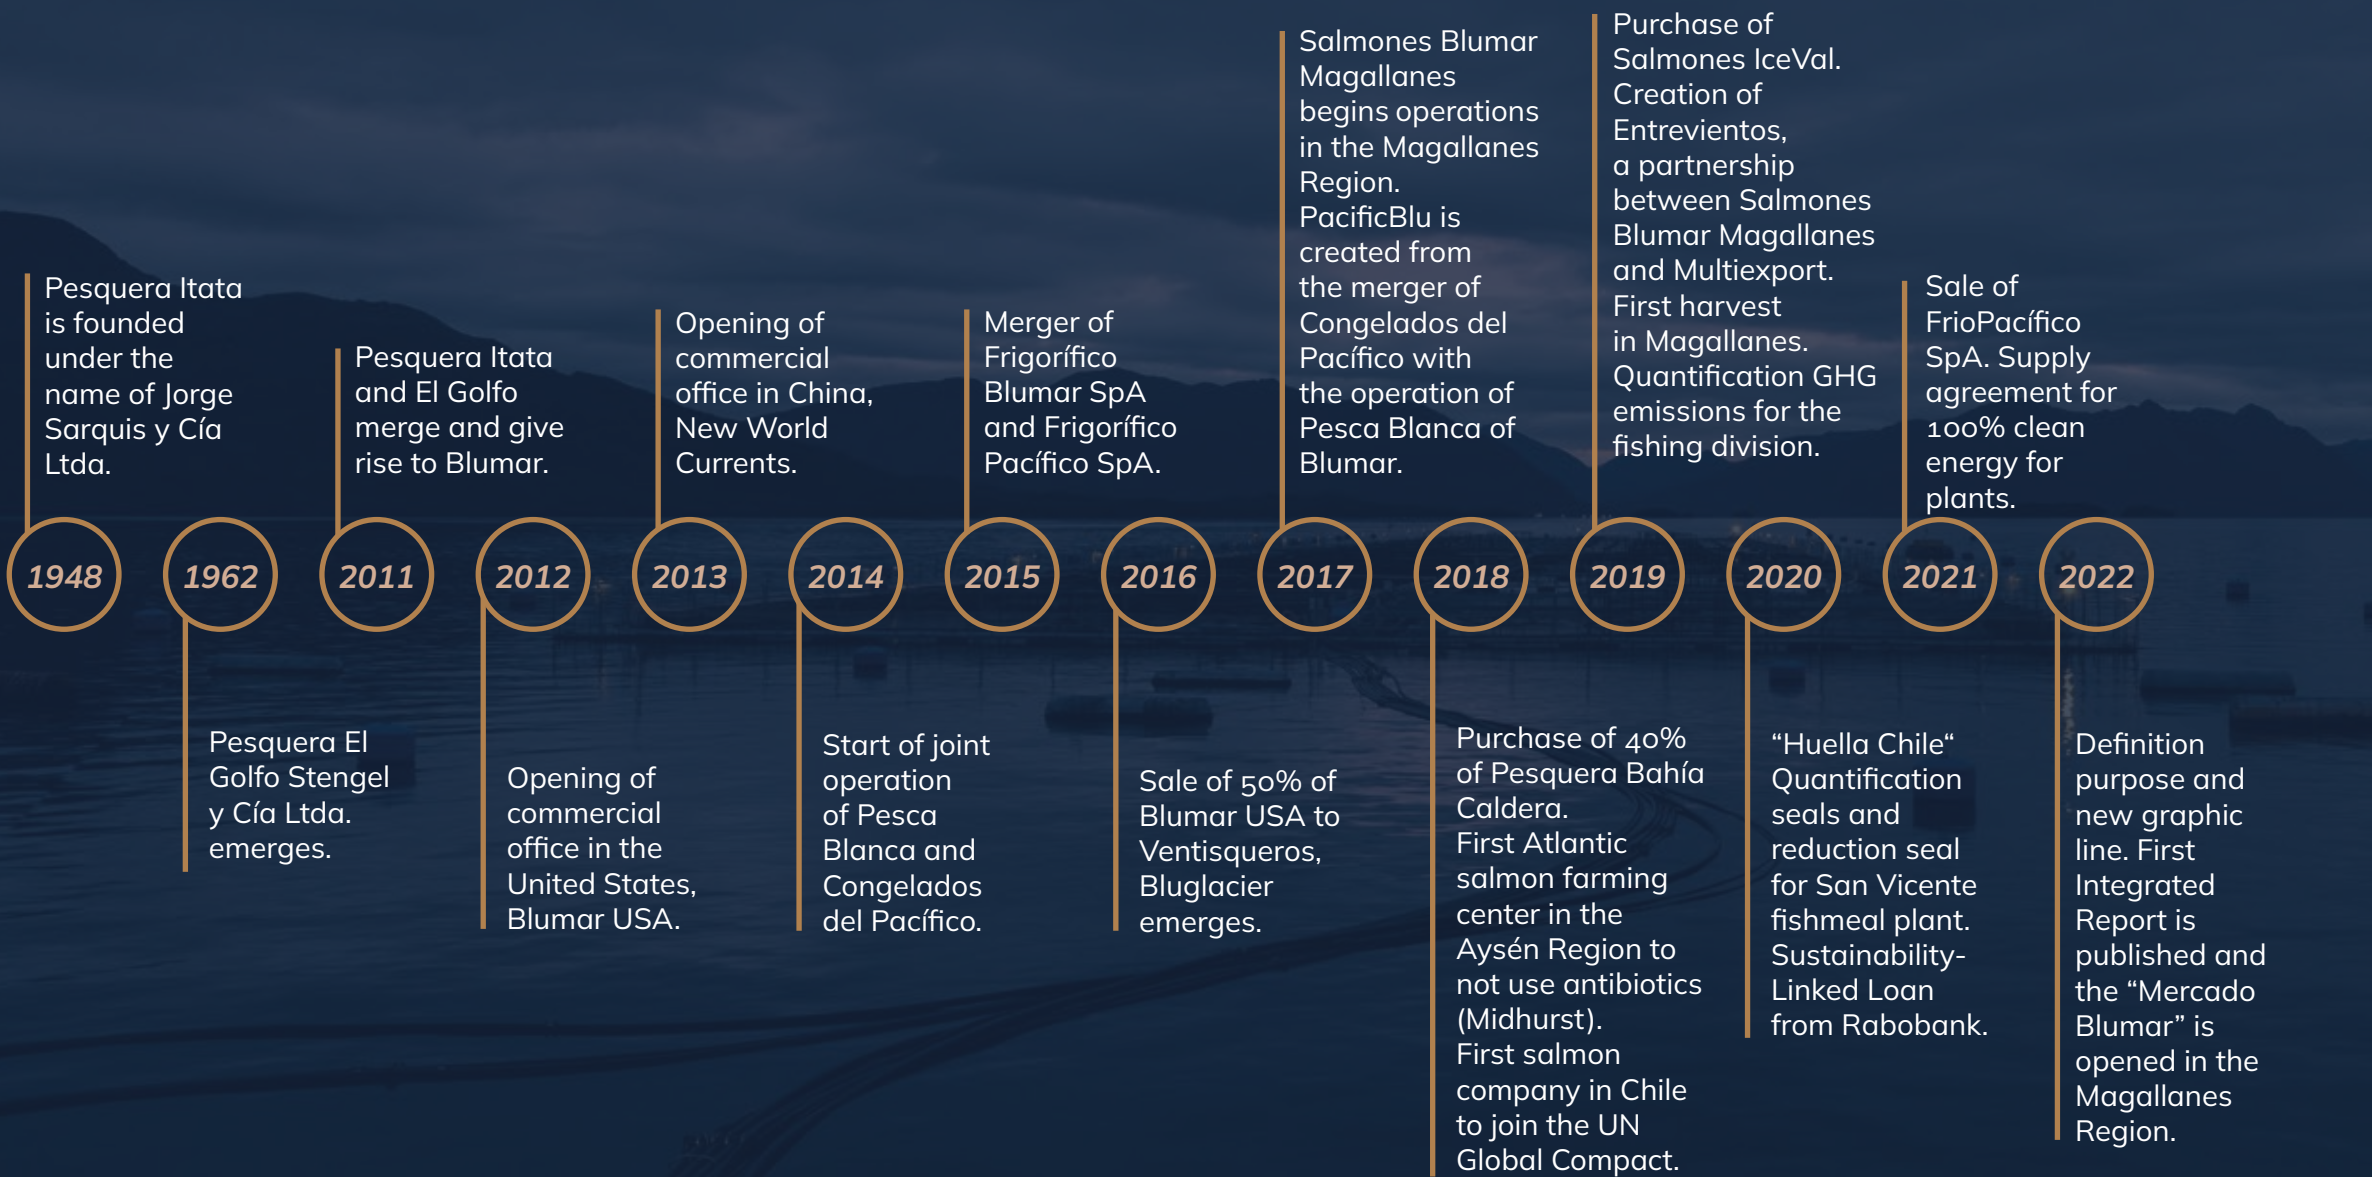 Pesquera Itata
is founded
under the
name of Jorge
Sarquis y Cía
Ltda.
1948
1962
Pesquera El
Golfo Stengel
y Cía Ltda.
emerges.
Pesquera Itata
and El Golfo
merge and give
rise to Blumar.
2011
2012
Opening of
commercial
office in the
United States,
Blumar USA.
Opening of
commercial
office in China,
New World
Currents.
2013
2014
Start of joint
operation
of Pesca
Blanca and
Congelados
del Pacífico.
Merger of
Frigorífico
Blumar SpA
and Frigorífico
Pacífico SpA.
2015
2016
Sale of 50% of
Blumar USA to
Ventisqueros,
Bluglacier
emerges.
Salmones Blumar
Magallanes
begins operations
in the Magallanes
Region.
PacificBlu is
created from
the merger of
Congelados del
Pacífico with
the operation of
Pesca Blanca of
Blumar.
2017
2018
Purchase of 40%
of Pesquera Bahía
Caldera.
First Atlantic
salmon farming
center in the
Aysén Region to
not use antibiotics
(Midhurst).
First salmon
company in Chile
to join the UN
Global Compact.
Purchase of
Salmones IceVal.
Creation of
Entrevientos,
a partnership
between Salmones
Blumar Magallanes
and Multiexport.
First harvest
in Magallanes.
Quantification GHG
emissions for the
fishing division.
2019
2020
“Huella Chile“
Quantification
seals and
reduction seal
for San Vicente
fishmeal plant.
Sustainability-
Linked Loan
from Rabobank.
Sale of
FrioPacífico
SpA. Supply
agreement for
100% clean
energy for
plants.
2021
2022
Definition
purpose and
new graphic
line. First
Integrated
Report is
published and
the “Mercado
Blumar” is
opened in the
Magallanes
Region.